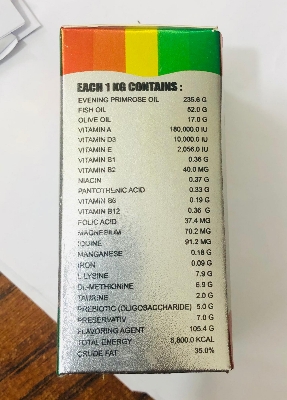 EACH 1 KG CONTAINS :
EVENING PRIMROSE OIL 235.6 G
FISH OIL 52.0 G
OLIVE OIL 17.0 G
VITAMIN A 180,000.0 IU
VITAMIN D3 10,000.0 IU
VITAMIN E 2,056.0 IU
VITAMIN B1 0.36 G
VITAMIN B2 40.0 MG
NIACIN 0.37 G
PANTOTHENIC ACID 0.33 G
VITAMIN B6 0.19 G
VITAMIN B12 0.36 G
FOLIC ACID 37.4 MG
MAGNESIUM 70.2 MG
IODINE 91.2 MG
MANGANESE 0.18 G
IRON 0.09 G
L-LYSINE 7.9 G
DL-METHIONINE 6.9 G
TAURINE 2.0 G
PREBIOTIC (OLIGOSACCHARIDE) 5.0 G
PRESERVATIV 7.0 G
FLAVORING AGENT 105.4 G
TOTAL ENERGY 5,800.0 KCAL
CRUDE FAT 35.0%